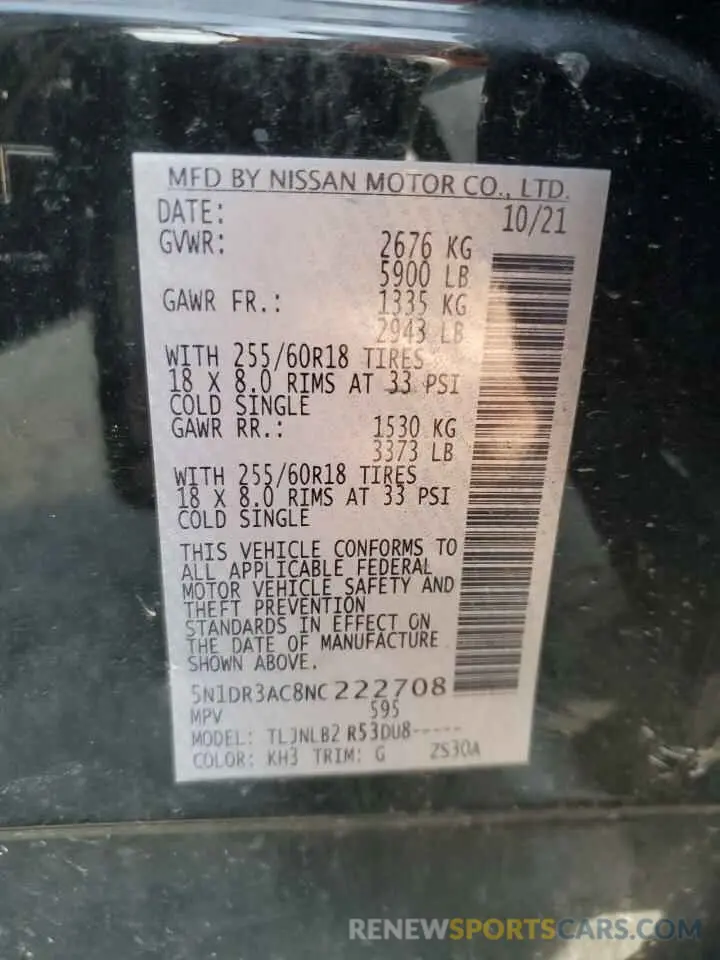 MFD BY NISSAN MOTOR CO., LTD.
DATE: 10/21
GVWR: 2676 KG
5900 LB
GAWR FR.: 1335 KG
2943 LB
WITH 255/60R18 TIRES
18 X 8.0 RIMS AT 33 PSI
COLD SINGLE
GAWR RR.: 1530 KG
3373 LB
WITH 255/60R18 TIRES
18 X 8.0 RIMS AT 33 PSI
COLD SINGLE
THIS VEHICLE CONFORMS TO
ALL APPLICABLE FEDERAL
MOTOR VEHICLE SAFETY AND
THEFT PREVENTION
STANDARDS IN EFFECT ON
THE DATE OF MANUFACTURE
SHOWN ABOVE.
5N1DR3AC8NC222708
MPV 595
MODEL: TLJNLB2 R53DU8-----
COLOR: KH3 TRIM: G ZS30A
RENEWSPORTSCARS.COM